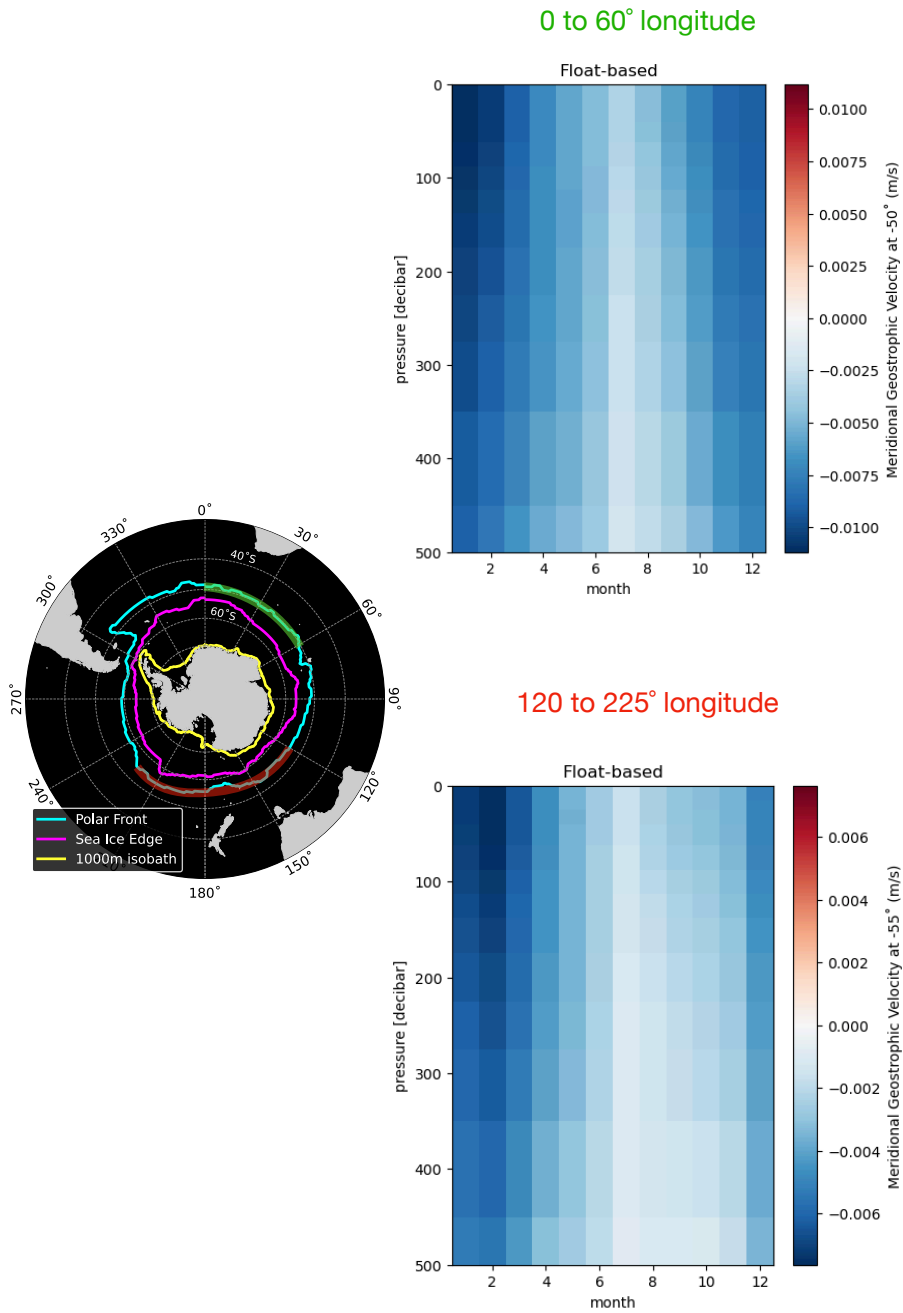 0 to 60˚ longitude
Float-based
0
100
200
300
400
500
pressure [decibar]
2 4 6 8 10 12
month
0.0100
0.0075
0.0050
0.0025
0.0000
−0.0025
−0.0050
−0.0075
−0.0100
Meridional Geostrophic Velocity at -50˚ (m/s)
0˚
30˚
60˚
90˚
120˚
150˚
180˚
240˚
270˚
300˚
330˚
40˚S
60˚S
Polar Front
Sea Ice Edge
1000m isobath
120 to 225˚ longitude
Float-based
0
100
200
300
400
500
pressure [decibar]
2 4 6 8 10 12
month
0.006
0.004
0.002
0.000
−0.002
−0.004
−0.006
Meridional Geostrophic Velocity at -55˚ (m/s)